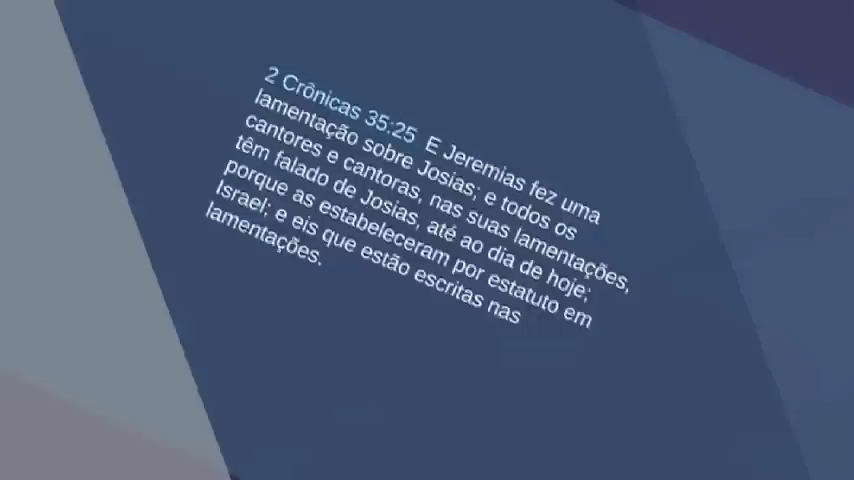 2 Crônicas 35:25 E Jeremias fez uma
lamentação sobre Josias; e todos os
cantores e cantoras, nas suas lamentações,
têm falado de Josias, até ao dia de hoje;
porque as estabeleceram por estatuto em
Israel; e eis que estão escritas nas
lamentações.